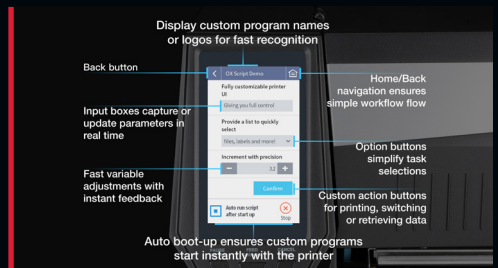 Display custom program names
or logos for fast recognition
Back button
OX Script Demo
Fully customizable printer
UI
Home/Back
navigation ensures
simple workflow flow
Giving you full control
Input boxes capture or
update parameters in
real time
Provide a list to quickly
select
files, labels and more!
Option buttons
simplify task
selections
Increment with precision
Fast variable
adjustments with
instant feedback
Confirm
Custom action buttons
for printing, switching
or retrieving data
Auto run script
after start up
Stop
FEED
CANCEL
Auto boot-up ensures custom programs
start instantly with the printer